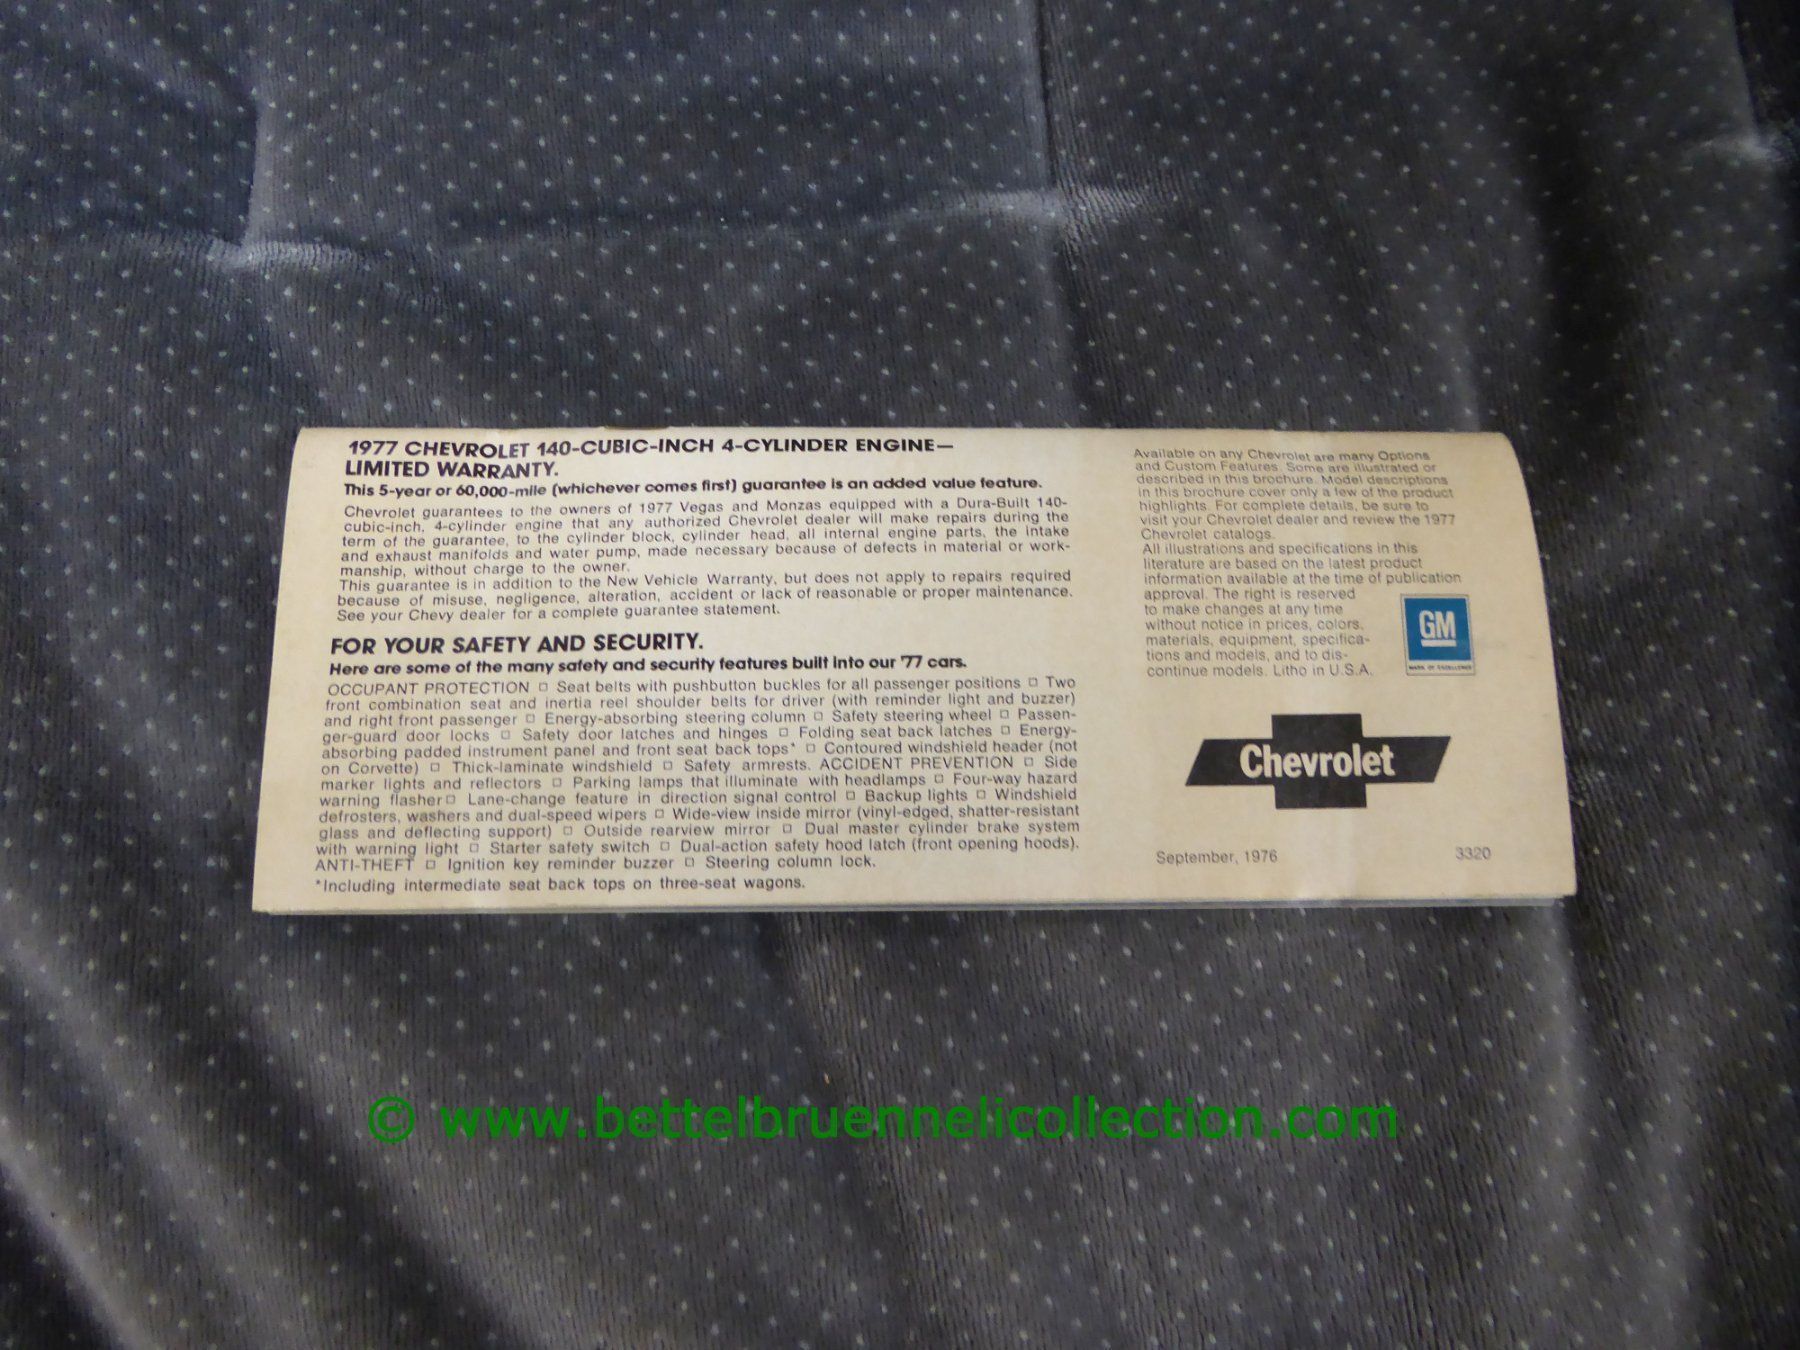 1977 CHEVROLET 140-CUBIC-INCH 4-CYLINDER ENGINE—
LIMITED WARRANTY.
This 5-year or 60,000-mile (whichever comes first) guarantee is an added value feature.
Chevrolet guarantees to the owners of 1977 Vegas and Monzas equipped with a Dura-Built 140-
cubic-inch, 4-cylinder engine that any authorized Chevrolet dealer will make repairs during the
term of the guarantee, to the cylinder block, cylinder head, all internal engine parts, the intake
and exhaust manifolds and water pump, made necessary because of defects in material or work-
manship, without charge to the owner.
This guarantee is in addition to the New Vehicle Warranty, but does not apply to repairs required
because of misuse, negligence, alteration, accident or lack of reasonable or proper maintenance.
See your Chevy dealer for a complete guarantee statement.
FOR YOUR SAFETY AND SECURITY.
Here are some of the many safety and security features built into our '77 cars.
OCCUPANT PROTECTION □ Seat belts with pushbutton buckles for all passenger positions □ Two
front combination seat and inertia reel shoulder belts for driver (with reminder light and buzzer)
and right front passenger □ Energy-absorbing steering column □ Safety steering wheel □ Passen-
ger-guard door locks □ Safety door latches and hinges □ Folding seat back latches □ Energy-
absorbing padded instrument panel and front seat back tops* □ Contoured windshield header (not
on Corvette) □ Thick-laminate windshield □ Safety armrests. ACCIDENT PREVENTION □ Side
marker lights and reflectors □ Parking lamps that illuminate with headlamps □ Four-way hazard
warning flasher □ Lane-change feature in direction signal control □ Backup lights □ Windshield
defrosters, washers and dual-speed wipers □ Wide-view inside mirror (vinyl-edged, shatter-resistant
glass and deflecting support) □ Outside rearview mirror □ Dual master cylinder brake system
with warning light □ Starter safety switch □ Dual-action safety hood latch (front opening hoods).
ANTI-THEFT □ Ignition key reminder buzzer □ Steering column lock.
*Including intermediate seat back tops on three-seat wagons.
Available on any Chevrolet are many Options
and Custom Features. Some are illustrated or
described in this brochure. Model descriptions
in this brochure cover only a few of the product
highlights. For complete details, be sure to
visit your Chevrolet dealer and review the 1977
Chevrolet catalogs.
All illustrations and specifications in this
literature are based on the latest product
information available at the time of publication
approval. The right is reserved
to make changes at any time
without notice in prices, colors,
materials, equipment, specifica-
tions and models, and to dis-
continue models. Litho in U.S.A.
GM
MARK OF EXCELLENCE
Chevrolet
September, 1976
3320
© www.bettelbruennelicollection.com